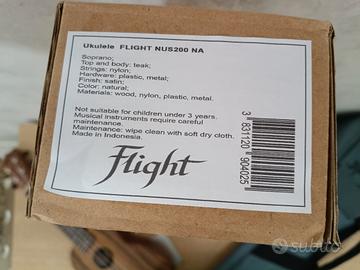 Ukulele FLIGHT NUS200 NA
Soprano;
Top and body: teak;
Strings: nylon;
Hardware: plastic, metal;
Finish: satin;
Color: natural;
Materials: wood, nylon, plastic, metal.
Not suitable for children under 3 years.
Musical instruments require careful
maintenance.
Maintenance: wipe clean with soft dry cloth.
Made in Indonesia.
Flight
3 831120 904025
subito